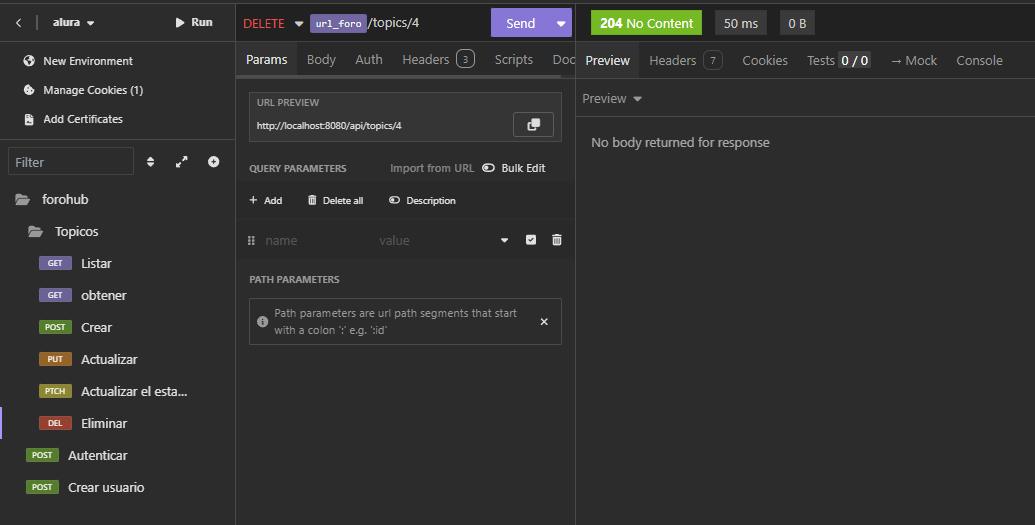 alura
Run
New Environment
Manage Cookies (1)
Add Certificates
Filter
forohub
Topicos
GET Listar
GET obtener
POST Crear
PUT Actualizar
PTCH Actualizar el esta...
DEL Eliminar
POST Autenticar
POST Crear usuario
DELETE url_foro/topics/4 Send
Params Body Auth Headers 3 Scripts Doc
URL PREVIEW
http://localhost:8080/api/topics/4
QUERY PARAMETERS Import from URL Bulk Edit
+ Add Delete all Description
name value
PATH PARAMETERS
Path parameters are url path segments that start
with a colon ':' e.g. ':id'
204 No Content 50 ms 0 B
Preview Headers 7 Cookies Tests 0 / 0 → Mock Console
Preview
No body returned for response